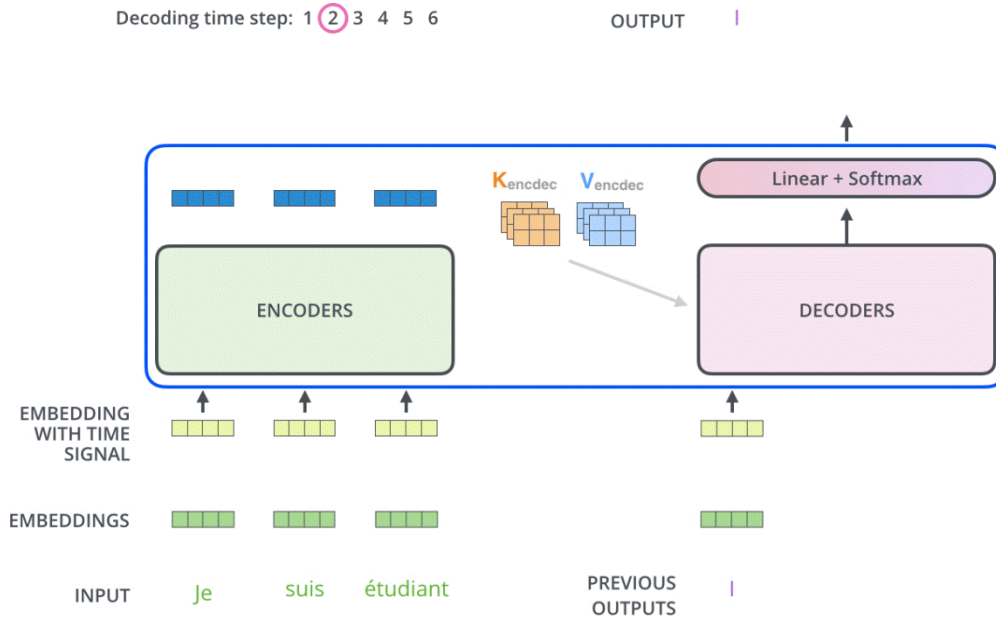 Decoding time step: 1 2 3 4 5 6
OUTPUT I
Kencdec Vencdec
Linear + Softmax
ENCODERS
DECODERS
EMBEDDING
WITH TIME
SIGNAL
EMBEDDINGS
INPUT Je suis étudiant
PREVIOUS
OUTPUTS
I